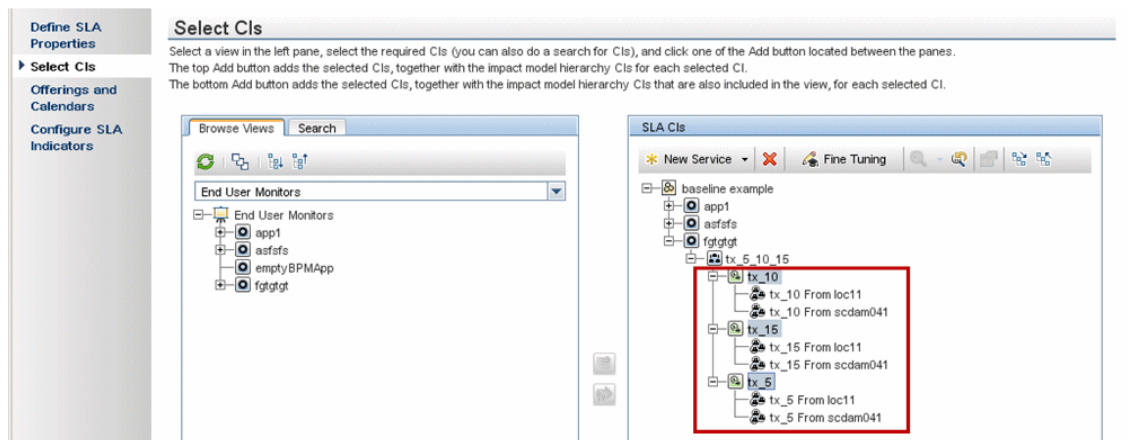 Define SLA
Properties
Select CIs
Offerings and
Calendars
Configure SLA
Indicators
Select CIs
Select a view in the left pane, select the required CIs (you can also do a search for CIs), and click one of the Add button located between the panes.
The top Add button adds the selected CIs, together with the impact model hierarchy CIs for each selected CI.
The bottom Add button adds the selected CIs, together with the impact model hierarchy CIs that are also included in the view, for each selected CI.
Browse Views
Search
End User Monitors
End User Monitors
app1
asfsfs
emptyBPMApp
fgtgtgt
SLA CIs
New Service
Fine Tuning
baseline example
app1
asfsfs
fgtgtgt
tx_5_10_15
tx_10
tx_10 From loc11
tx_10 From scdam041
tx_15
tx_15 From loc11
tx_15 From scdam041
tx_5
tx_5 From loc11
tx_5 From scdam041